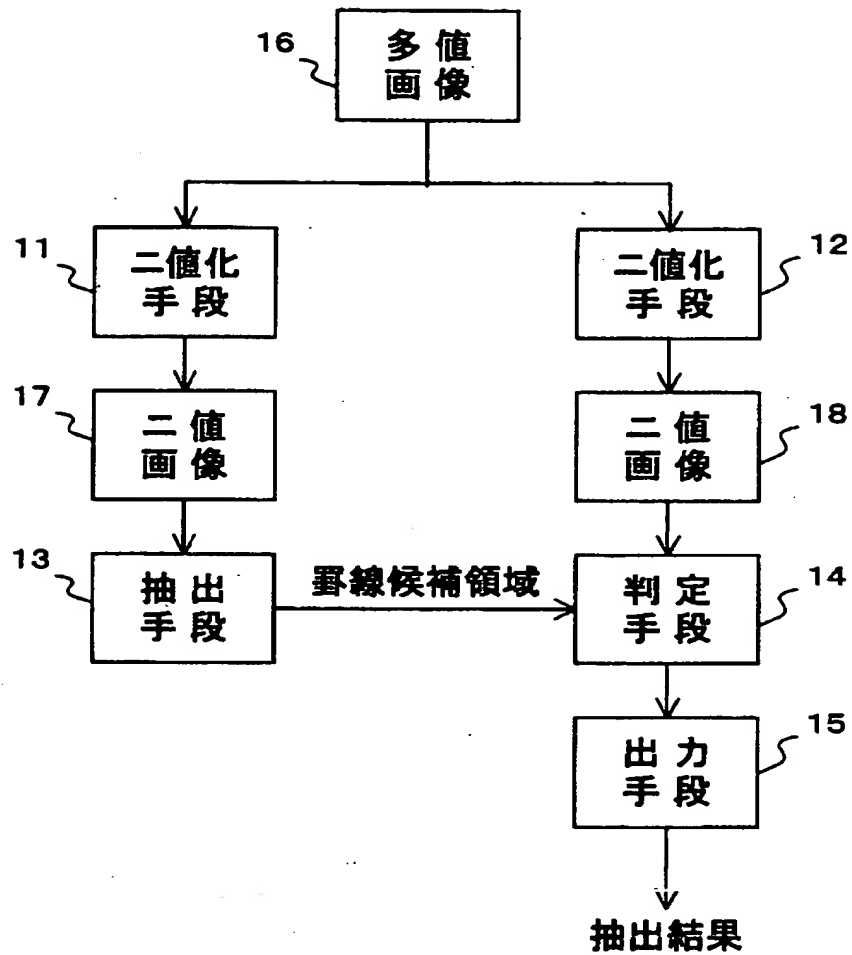 16
多値
画像
11
二値化
手段
12
二値化
手段
17
二値
画像
18
二値
画像
13
抽出
手段
罫線候補領域
14
判定
手段
15
出力
手段
抽出結果